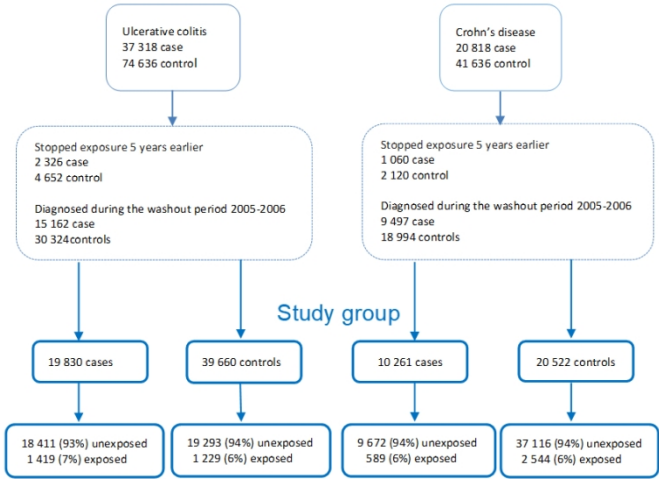 Ulcerative colitis
37 318 case
74 636 control
Crohn's disease
20 818 case
41 636 control
Stopped exposure 5 years earlier
2 326 case
4 652 control
Diagnosed during the washout period 2005-2006
15 162 case
30 324controls
Stopped exposure 5 years earlier
1 060 case
2 120 control
Diagnosed during the washout period 2005-2006
9 497 case
18 994 controls
Study group
19 830 cases
39 660 controls
10 261 cases
20 522 controls
18 411 (93%) unexposed
1 419 (7%) exposed
19 293 (94%) unexposed
1 229 (6%) exposed
9 672 (94%) unexposed
589 (6%) exposed
37 116 (94%) unexposed
2 544 (6%) exposed